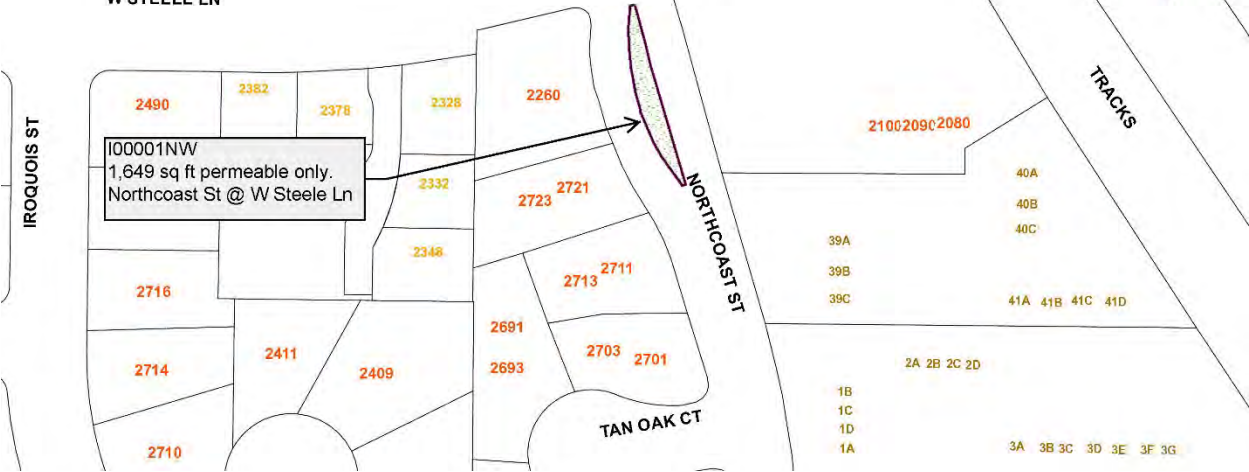 W STEELE LN
IROQUOIS ST
2490
2382
2378
2328
2260
TRACKS
210020902080
I00001NW
1,649 sq ft permeable only.
Northcoast St @ W Steele Ln
2332
2723 2721
NORTHCOAST ST
40A
40B
40C
2348
39A
39B
39C
2716
2713 2711
41A 41B 41C 41D
2691
2693
2411
2409
2703 2701
2714
2A 2B 2C 2D
1B
1C
1D
1A
TAN OAK CT
2710
3A 3B 3C 3D 3E 3F 3G